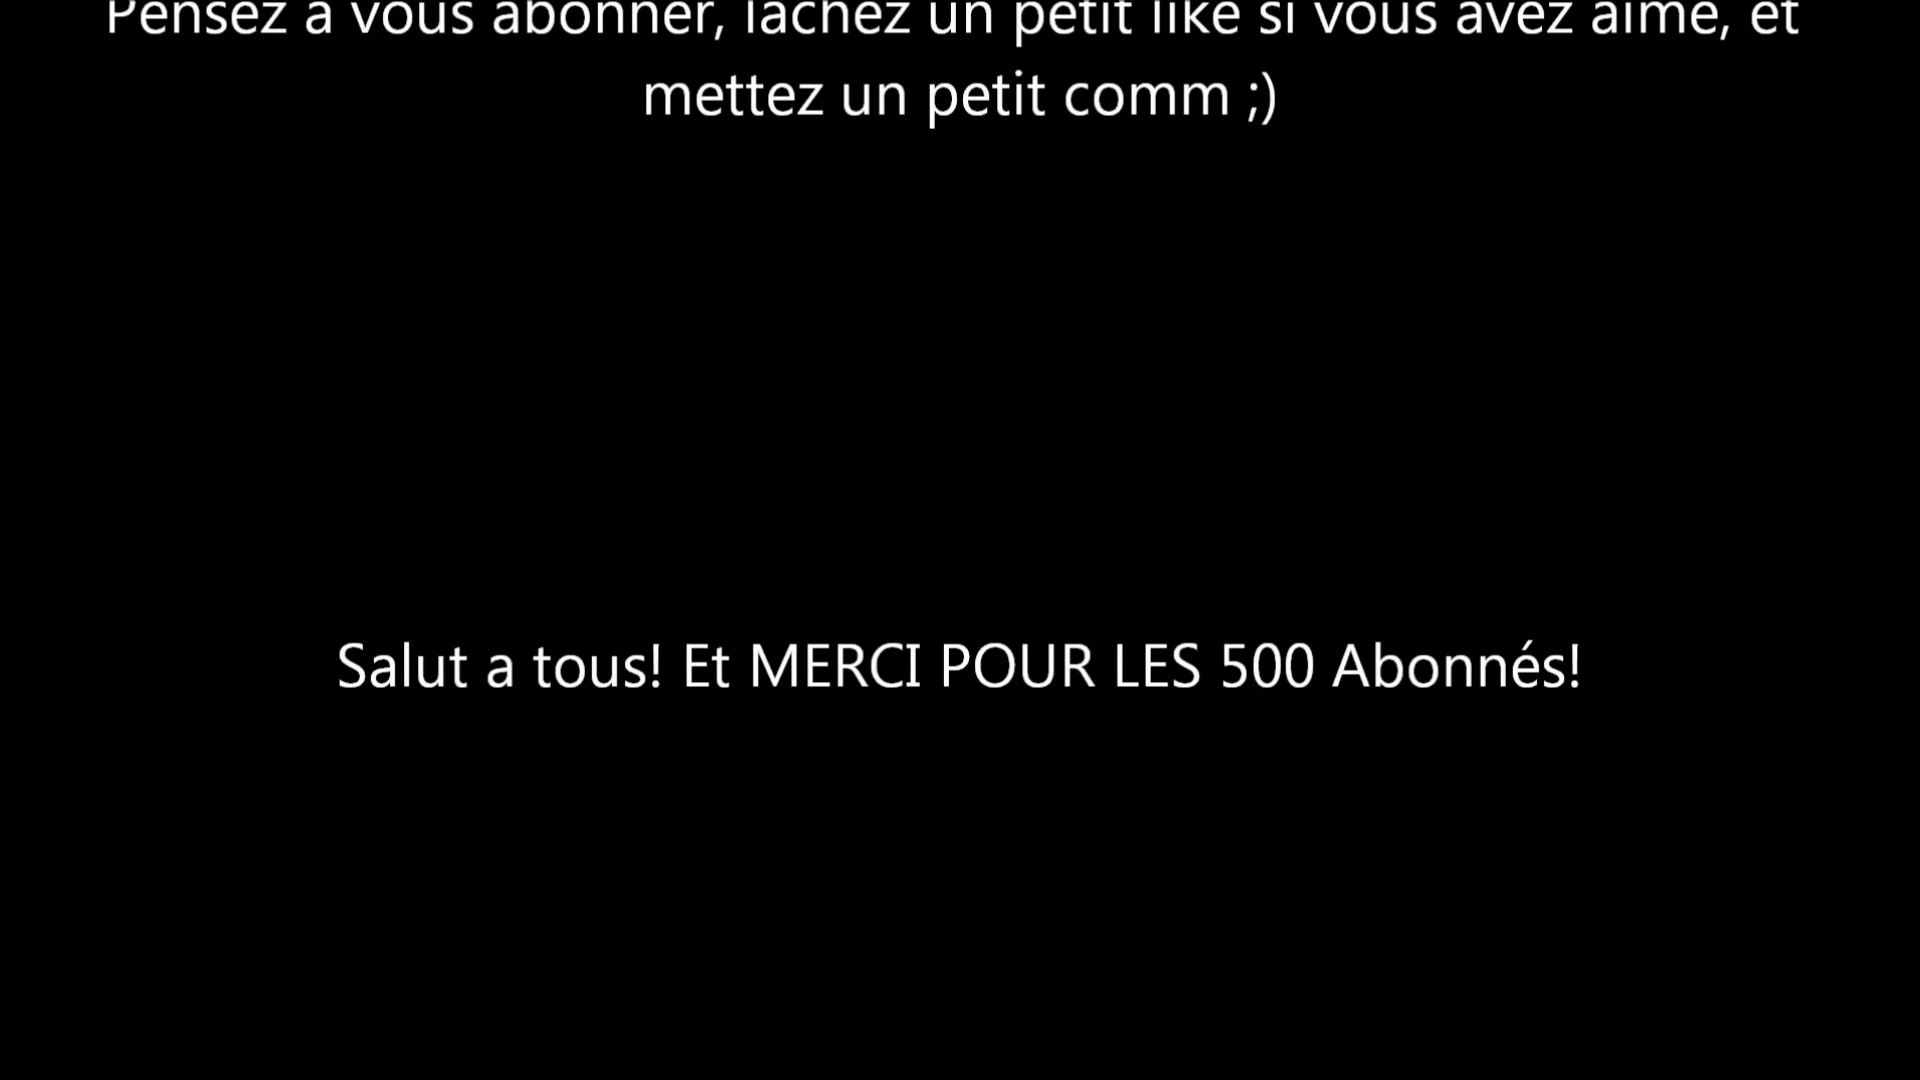 Pensez a vous abonner, lachez un petit like si vous avez aimé, et
mettez un petit comm ;)
Salut a tous! Et MERCI POUR LES 500 Abonnés!